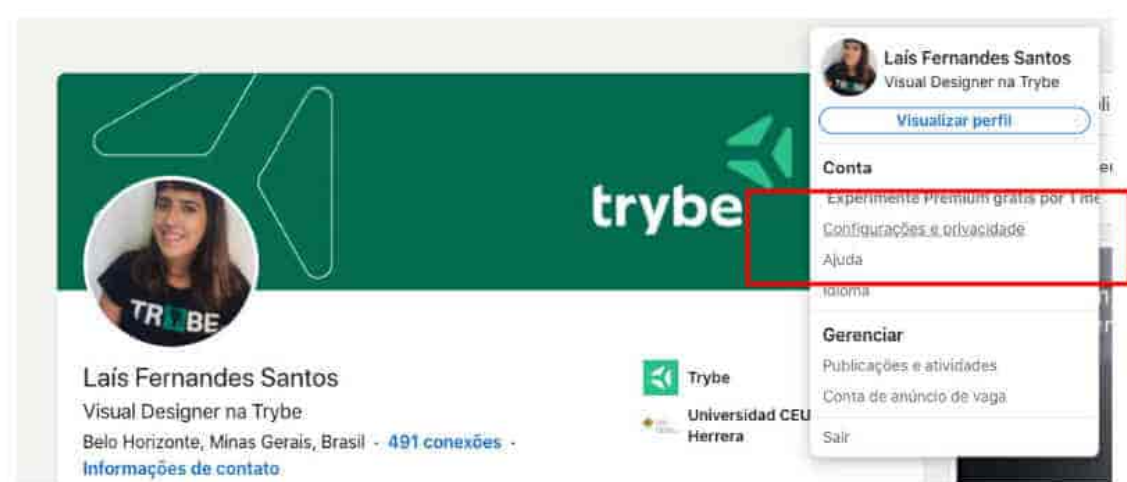 trybe
TRYBE
Laís Fernandes Santos
Visual Designer na Trybe
Belo Horizonte, Minas Gerais, Brasil · 491 conexões ·
Informações de contato
Trybe
Universidad CEU
Herrera
Laís Fernandes Santos
Visual Designer na Trybe
Visualizar perfil
Conta
Experimente Premium grátis por 1 me
Configurações e privacidade
Ajuda
Idioma
Gerenciar
Publicações e atividades
Conta de anúncio de vaga
Sair